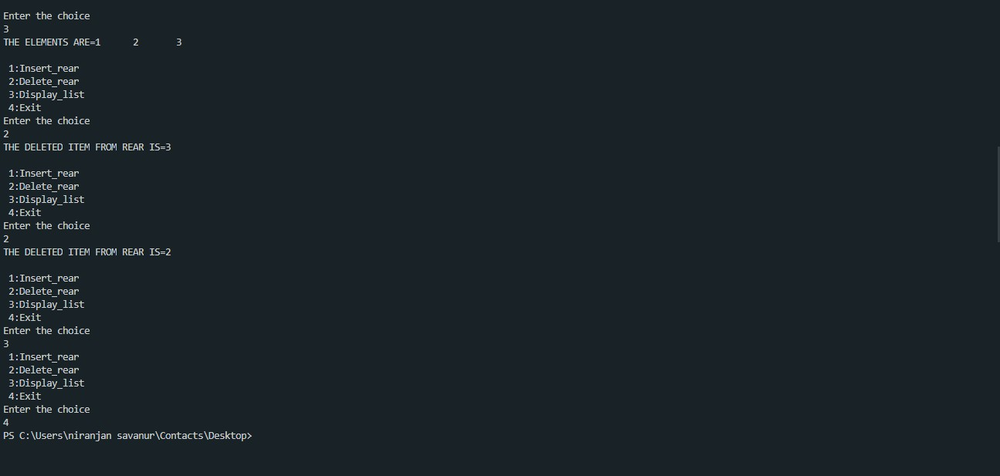 Enter the choice
3
THE ELEMENTS ARE=1      2       3

 1:Insert_rear
 2:Delete_rear
 3:Display_list
 4:Exit
Enter the choice
2
THE DELETED ITEM FROM REAR IS=3

 1:Insert_rear
 2:Delete_rear
 3:Display_list
 4:Exit
Enter the choice
2
THE DELETED ITEM FROM REAR IS=2

 1:Insert_rear
 2:Delete_rear
 3:Display_list
 4:Exit
Enter the choice
3
 1:Insert_rear
 2:Delete_rear
 3:Display_list
 4:Exit
Enter the choice
4
PS C:\Users\niranjan savanur\Contacts\Desktop>